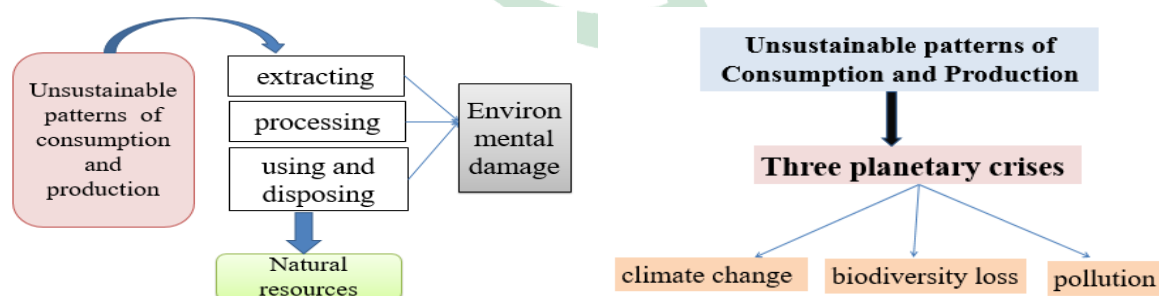 Unsustainable
patterns of
consumption
and
production
extracting
processing
using and
disposing
Environ
mental
damage
Natural
resources
Unsustainable patterns of
Consumption and Production
Three planetary crises
climate change
biodiversity loss
pollution